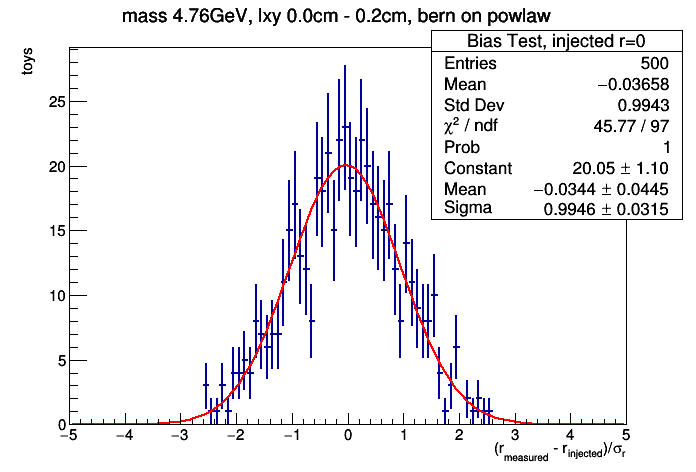 mass 4.76GeV, lxy 0.0cm - 0.2cm, bern on powlaw
toys
Bias Test, injected r=0
Entries 500
Mean −0.03658
Std Dev 0.9943
χ² / ndf 45.77 / 97
Prob 1
Constant 20.05 ± 1.10
Mean −0.0344 ± 0.0445
Sigma 0.9946 ± 0.0315
25
20
15
10
5
0
−5 −4 −3 −2 −1 0 1 2 3 4 5
(r_measured - r_injected)/σ_r